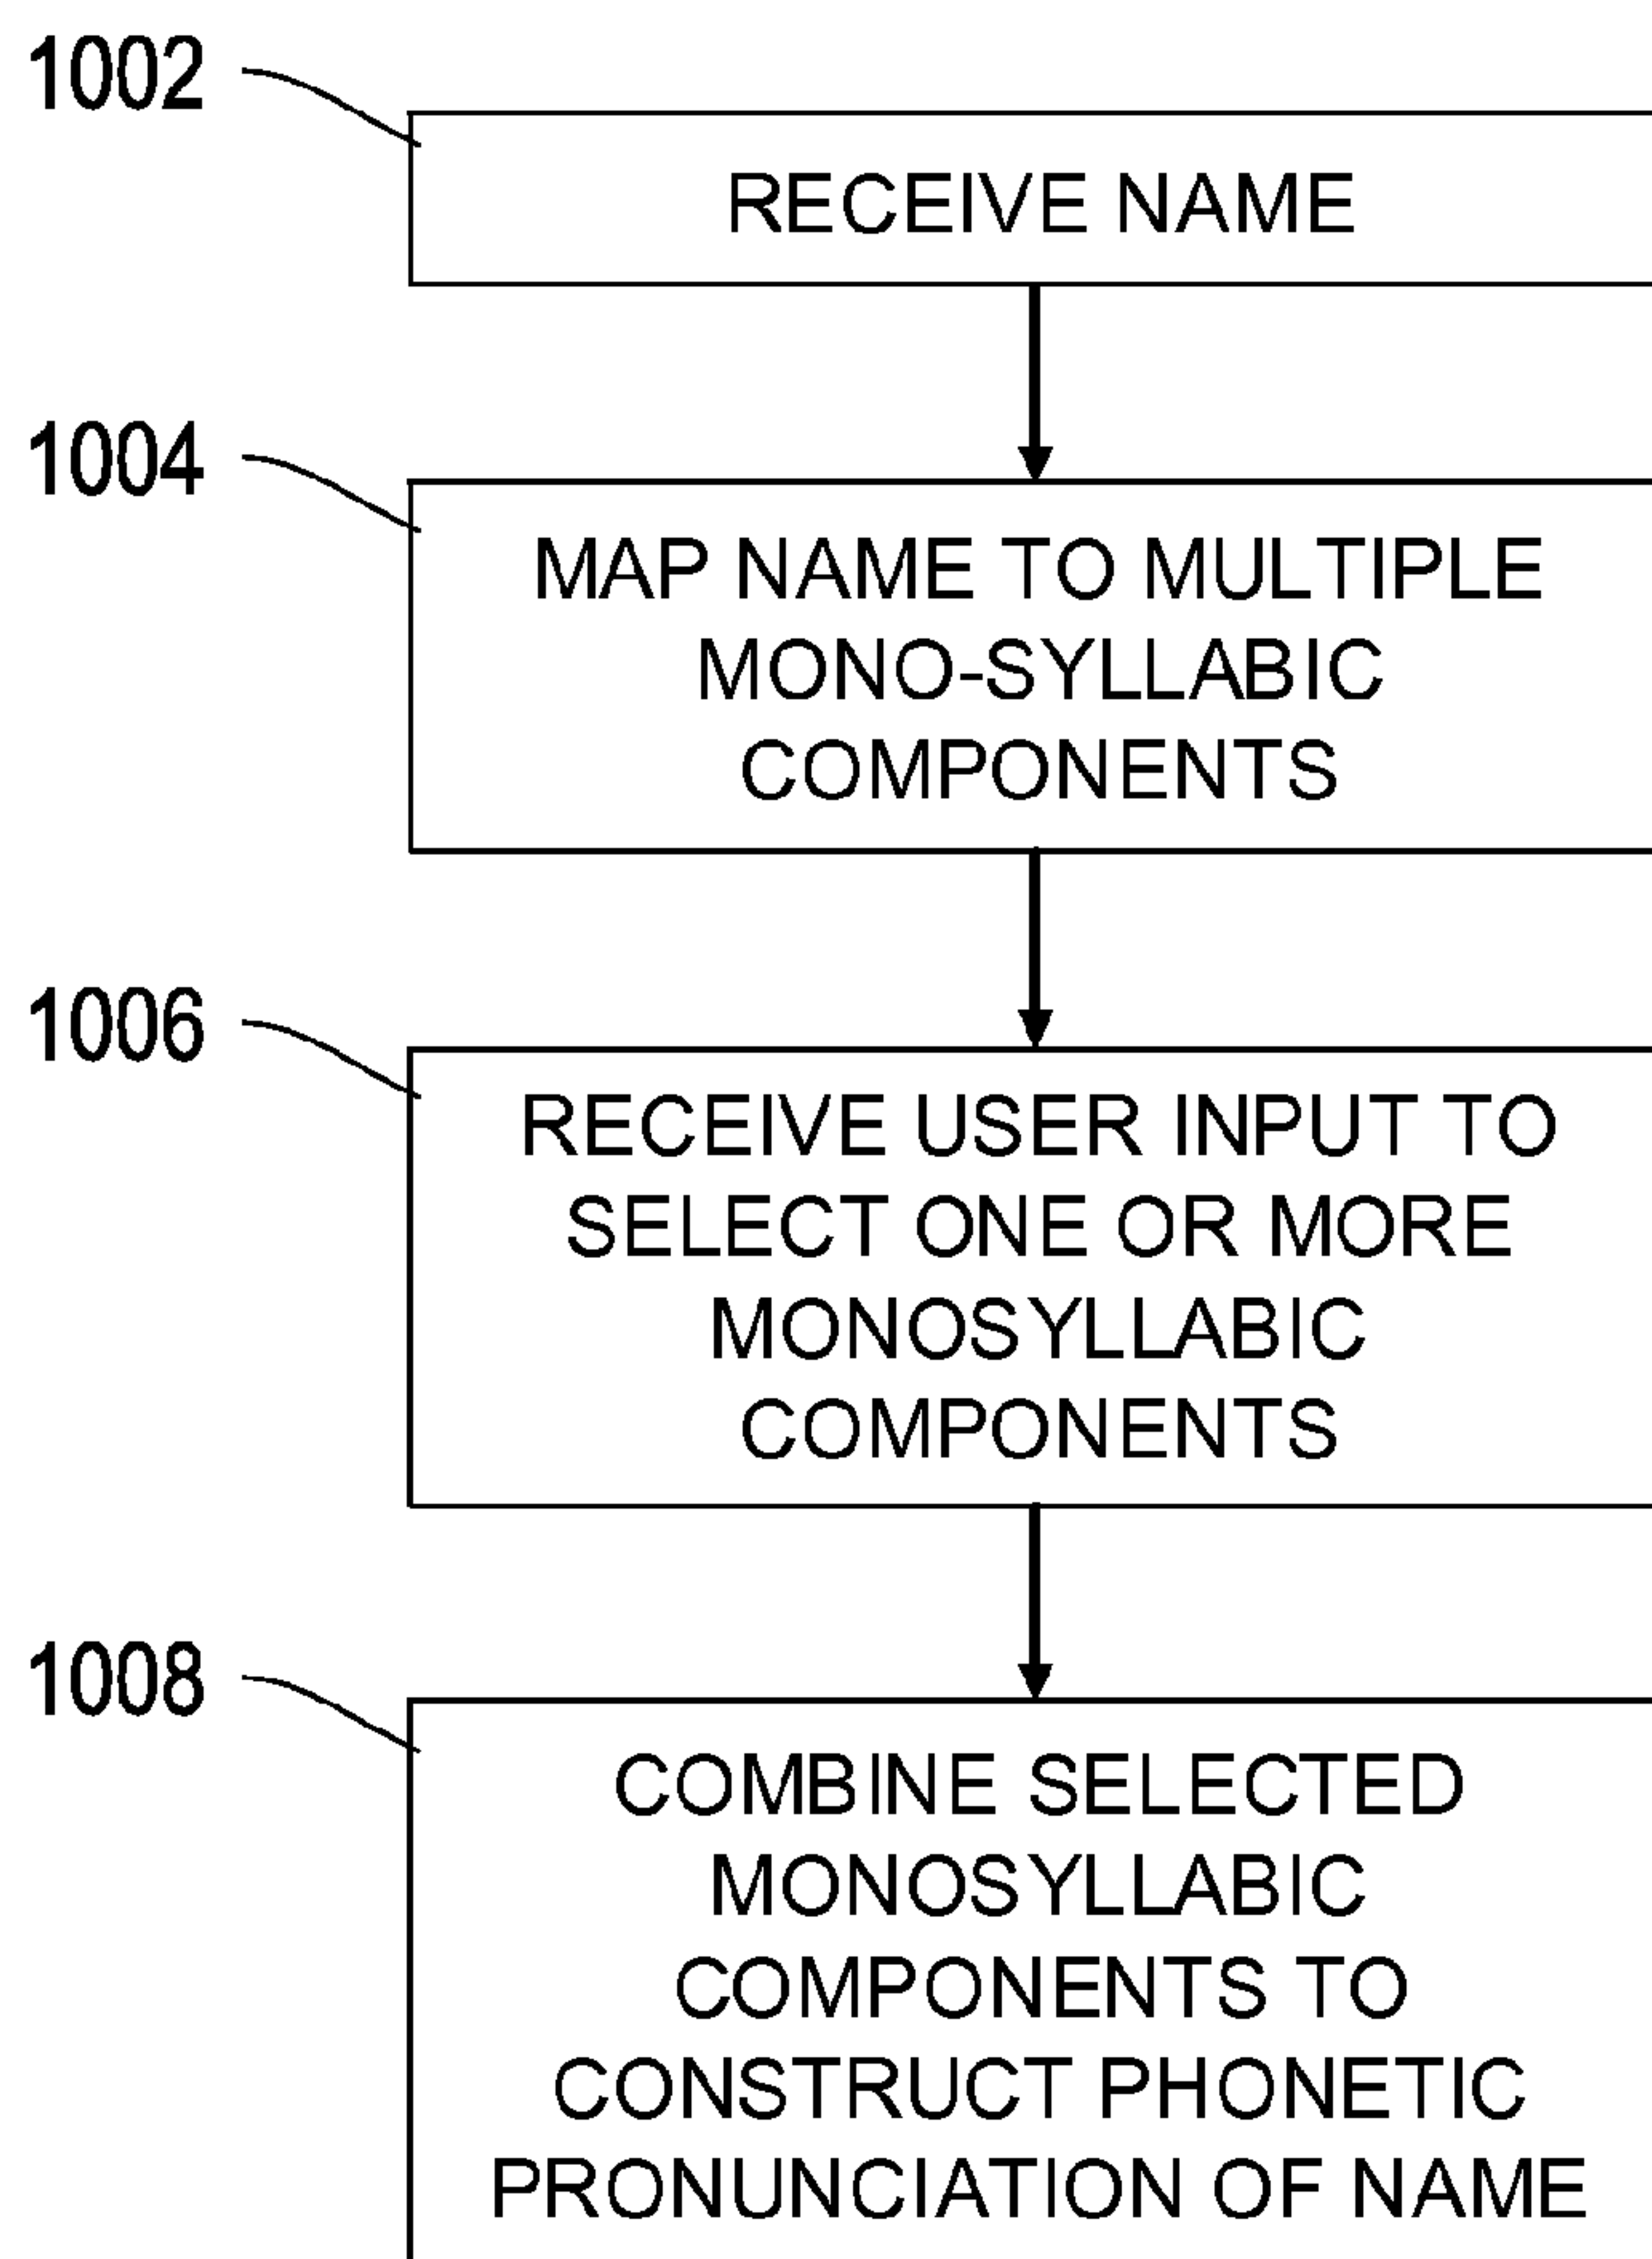 1002
RECEIVE NAME
1004
MAP NAME TO MULTIPLE
MONO-SYLLABIC
COMPONENTS
1006
RECEIVE USER INPUT TO
SELECT ONE OR MORE
MONOSYLLABIC
COMPONENTS
1008
COMBINE SELECTED
MONOSYLLABIC
COMPONENTS TO
CONSTRUCT PHONETIC
PRONUNCIATION OF NAME